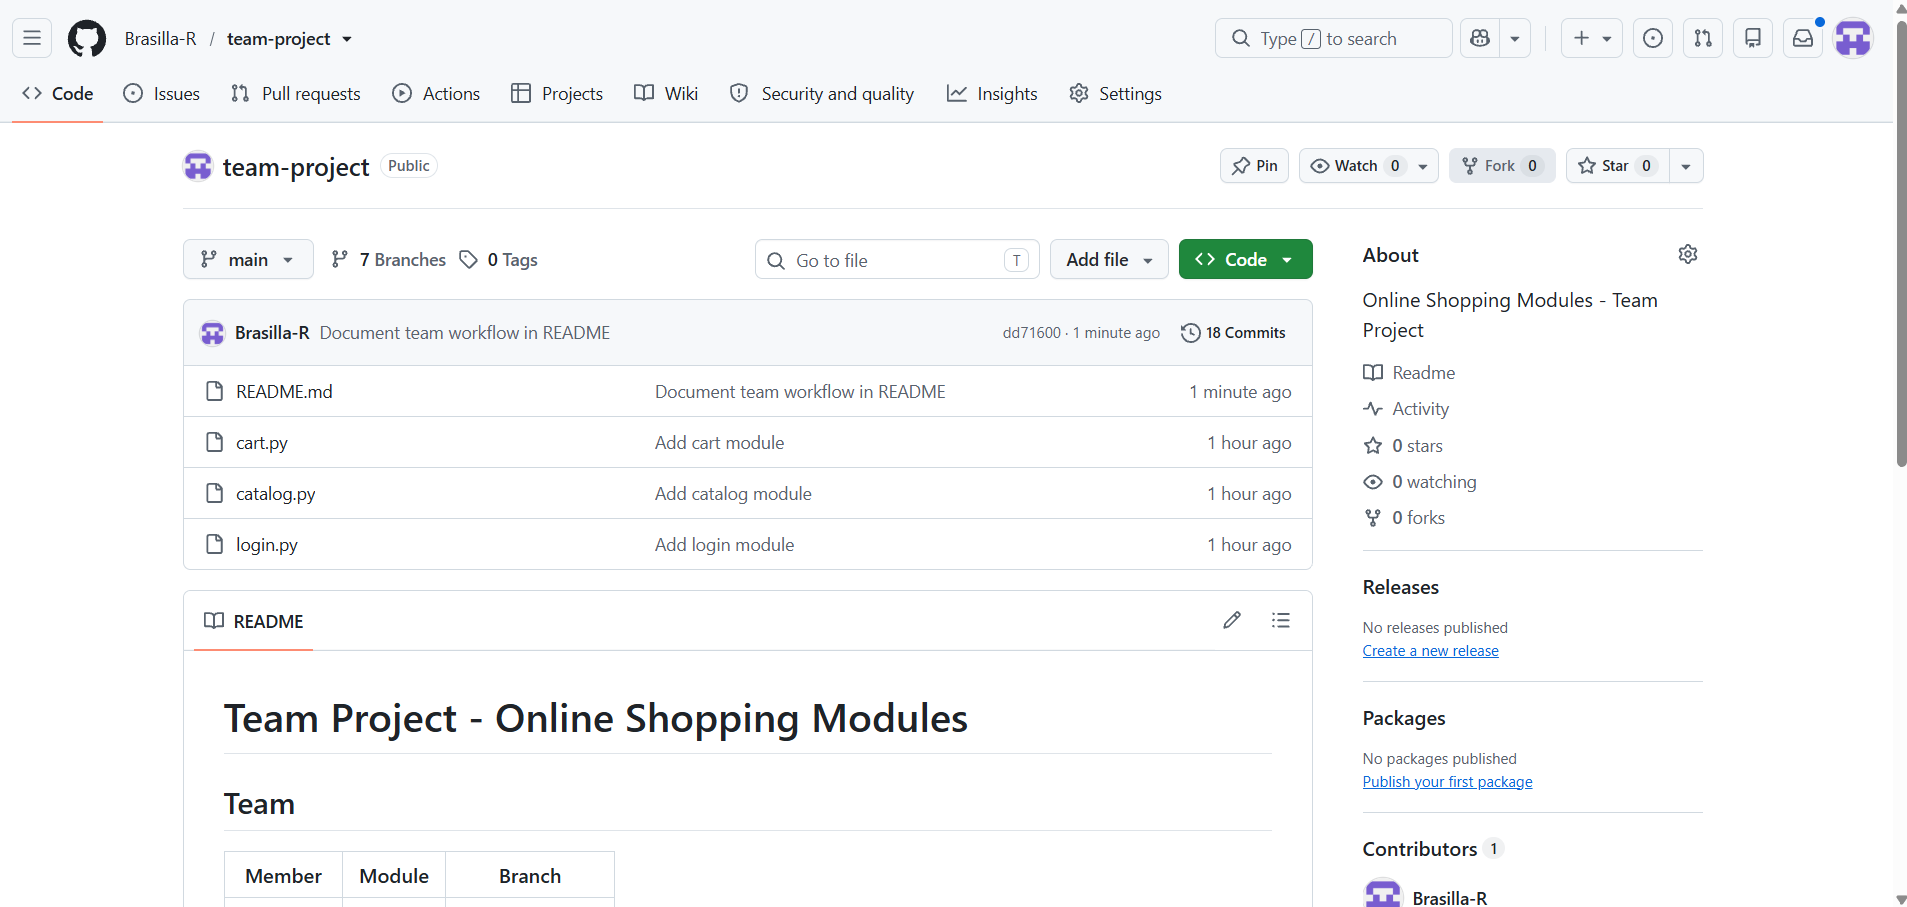 Brasilla-R / team-project
Type / to search
Code Issues Pull requests Actions Projects Wiki Security and quality Insights Settings
team-project Public
Pin Watch 0 Fork 0 Star 0
main 7 Branches 0 Tags Go to file T Add file Code
Brasilla-R Document team workflow in README dd71600 · 1 minute ago 18 Commits
README.md Document team workflow in README 1 minute ago
cart.py Add cart module 1 hour ago
catalog.py Add catalog module 1 hour ago
login.py Add login module 1 hour ago
README
Team Project - Online Shopping Modules
Team
Member Module Branch
About
Online Shopping Modules - Team
Project
Readme
Activity
0 stars
0 watching
0 forks
Releases
No releases published
Create a new release
Packages
No packages published
Publish your first package
Contributors 1
Brasilla-R